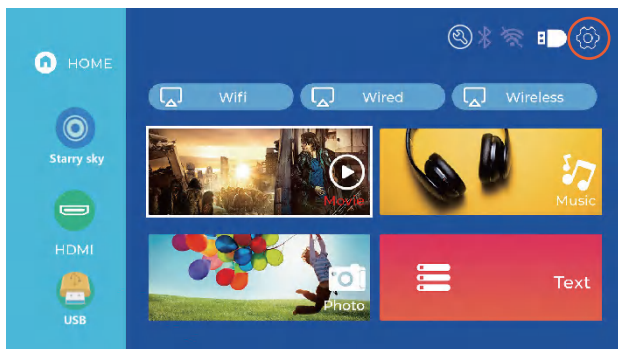 HOME
Wifi
Wired
Wireless
Starry sky
Movie
Music
HDMI
Photo
Text
USB